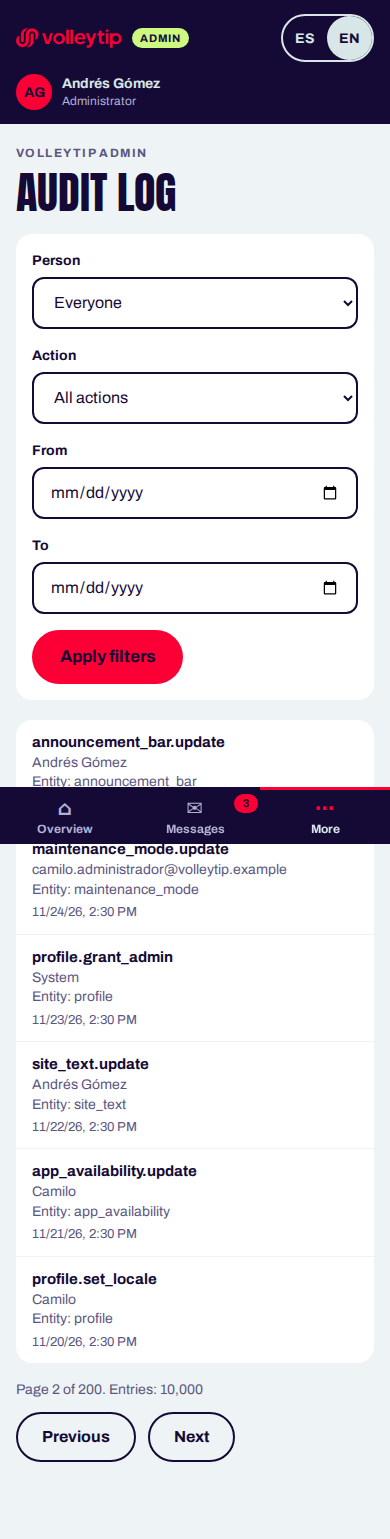 volleytip ADMIN ES EN
AG Andrés Gómez
Administrator
VOLLEYTIP ADMIN
AUDIT LOG
Person
Everyone
Action
All actions
From
mm/dd/yyyy
To
mm/dd/yyyy
Apply filters
announcement_bar.update
Andrés Gómez
Entity: announcement_bar
3
Overview Messages More
maintenance_mode.update
camilo.administrador@volleytip.example
Entity: maintenance_mode
11/24/26, 2:30 PM
profile.grant_admin
System
Entity: profile
11/23/26, 2:30 PM
site_text.update
Andrés Gómez
Entity: site_text
11/22/26, 2:30 PM
app_availability.update
Camilo
Entity: app_availability
11/21/26, 2:30 PM
profile.set_locale
Camilo
Entity: profile
11/20/26, 2:30 PM
Page 2 of 200. Entries: 10,000
Previous Next